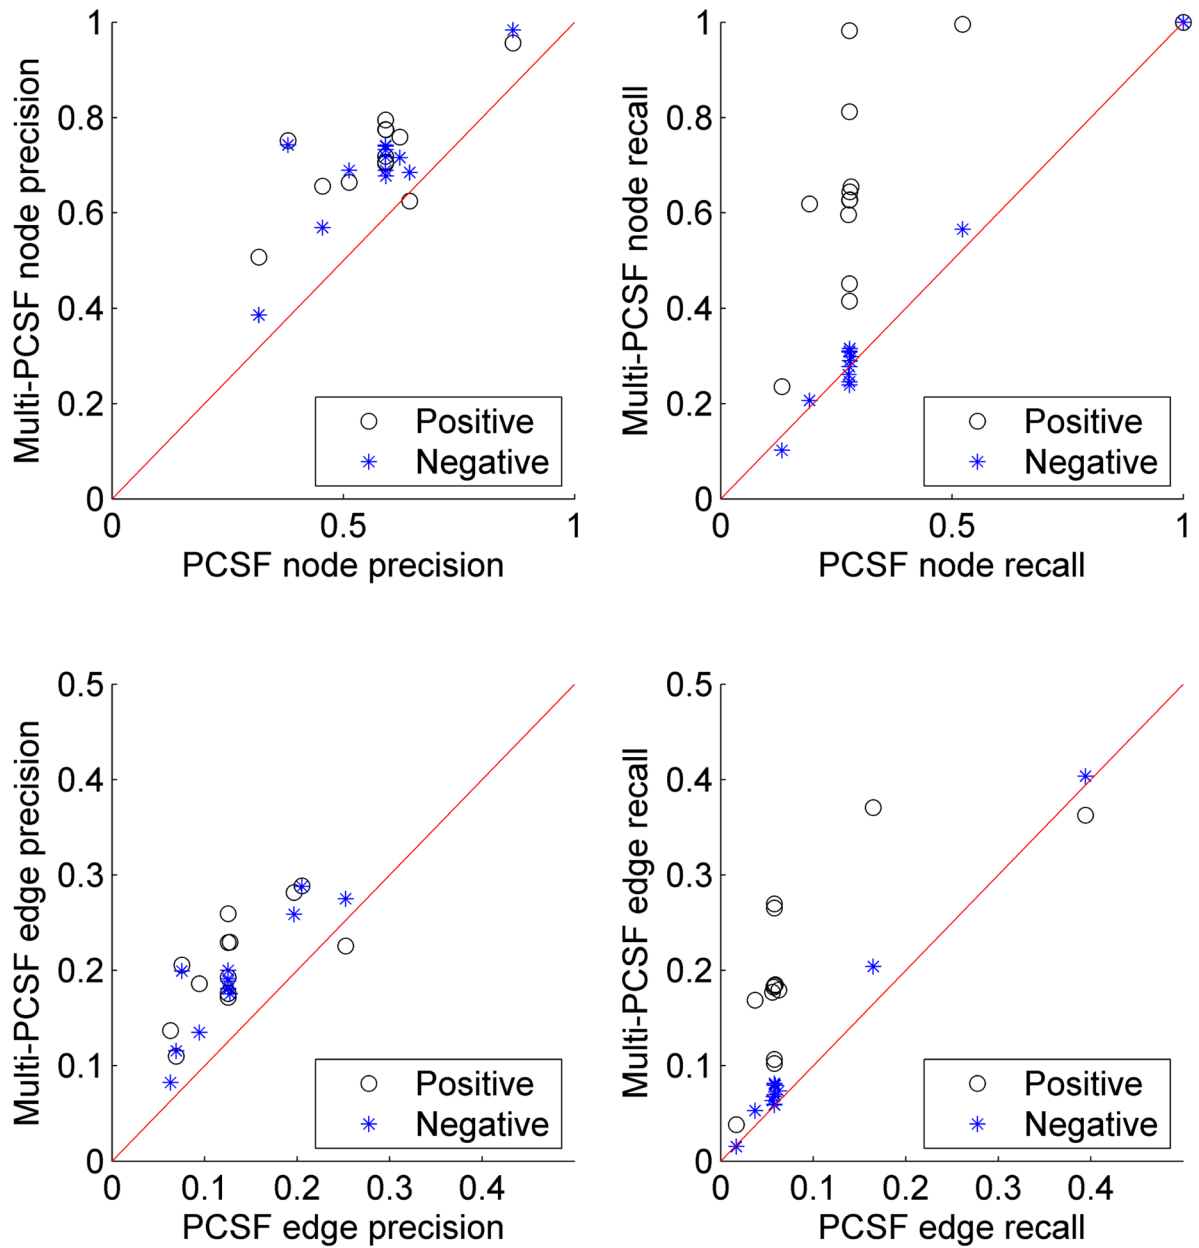 1
0.8
0.6
0.4
0.2
0
0
0.5
1
Multi-PCSF node precision
PCSF node precision
Positive
Negative
1
0.8
0.6
0.4
0.2
0
0
0.5
1
Multi-PCSF node recall
PCSF node recall
Positive
Negative
0.5
0.4
0.3
0.2
0.1
0
0
0.1
0.2
0.3
0.4
Multi-PCSF edge precision
PCSF edge precision
Positive
Negative
0.5
0.4
0.3
0.2
0.1
0
0
0.1
0.2
0.3
0.4
Multi-PCSF edge recall
PCSF edge recall
Positive
Negative